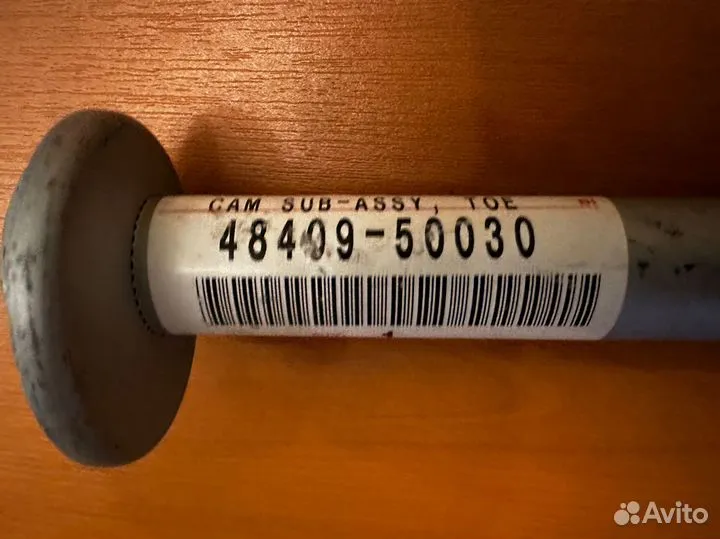 CAM SUB-ASSY, TOE
48409-50030
Avito